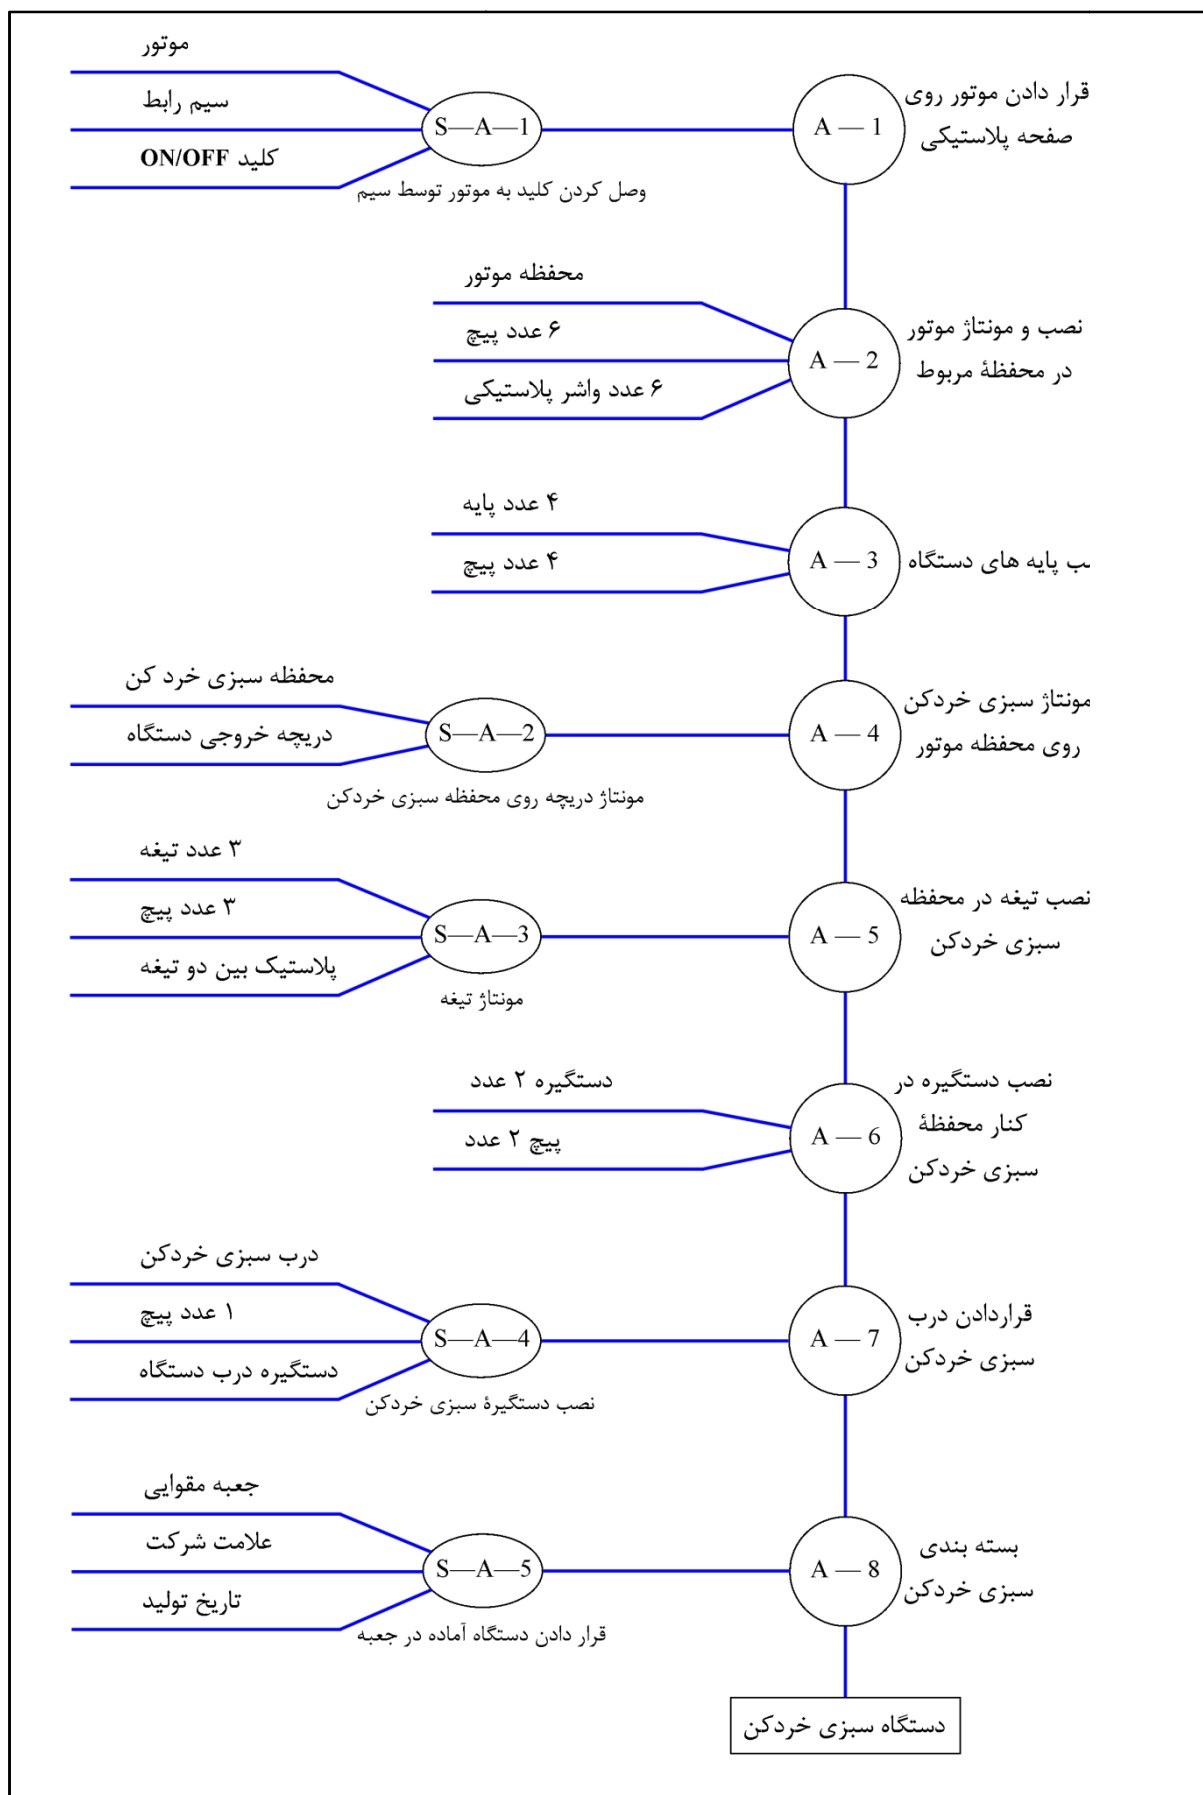 موتور
سیم رابط
کلید ON/OFF
S—A—1
وصل کردن کلید به موتور توسط سیم
A — 1
قرار دادن موتور روی
صفحه پلاستیکی
محفظه موتور
۶ عدد پیچ
۶ عدد واشر پلاستیکی
A — 2
نصب و مونتاژ موتور
در محفظهٔ مربوط
۴ عدد پایه
۴ عدد پیچ
A — 3
پایه های دستگاه
محفظه سبزی خرد کن
دریچه خروجی دستگاه
S—A—2
مونتاژ دریچه روی محفظه سبزی خردکن
A — 4
مونتاژ سبزی خردکن
روی محفظه موتور
۳ عدد تیغه
۳ عدد پیچ
پلاستیک بین دو تیغه
S—A—3
مونتاژ تیغه
A — 5
نصب تیغه در محفظه
سبزی خردکن
دستگیره ۲ عدد
پیچ ۲ عدد
A — 6
نصب دستگیره در
کنار محفظهٔ
سبزی خردکن
درب سبزی خردکن
۱ عدد پیچ
دستگیره درب دستگاه
S—A—4
نصب دستگیرهٔ سبزی خردکن
A — 7
قراردادن درب
سبزی خردکن
جعبه مقوایی
علامت شرکت
تاریخ تولید
S—A—5
قرار دادن دستگاه آماده در جعبه
A — 8
بسته بندی
سبزی خردکن
دستگاه سبزی خردکن